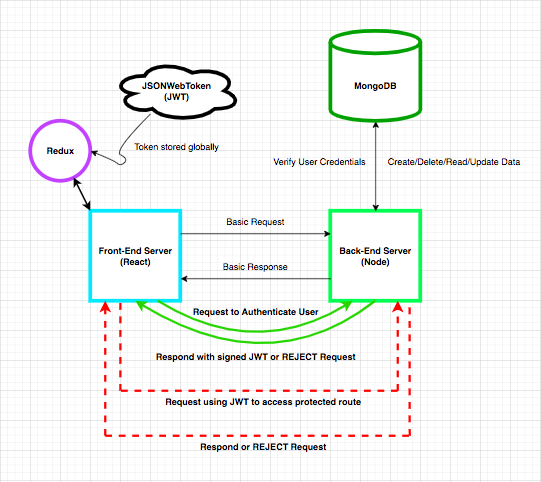 JSONWebToken
(JWT)
MongoDB
Redux
Token stored globally
Verify User Credentials
Create/Delete/Read/Update Data
Basic Request
Front-End Server
(React)
Back-End Server
(Node)
Basic Response
Request to Authenticate User
Respond with signed JWT or REJECT Request
Request using JWT to access protected route
Respond or REJECT Request